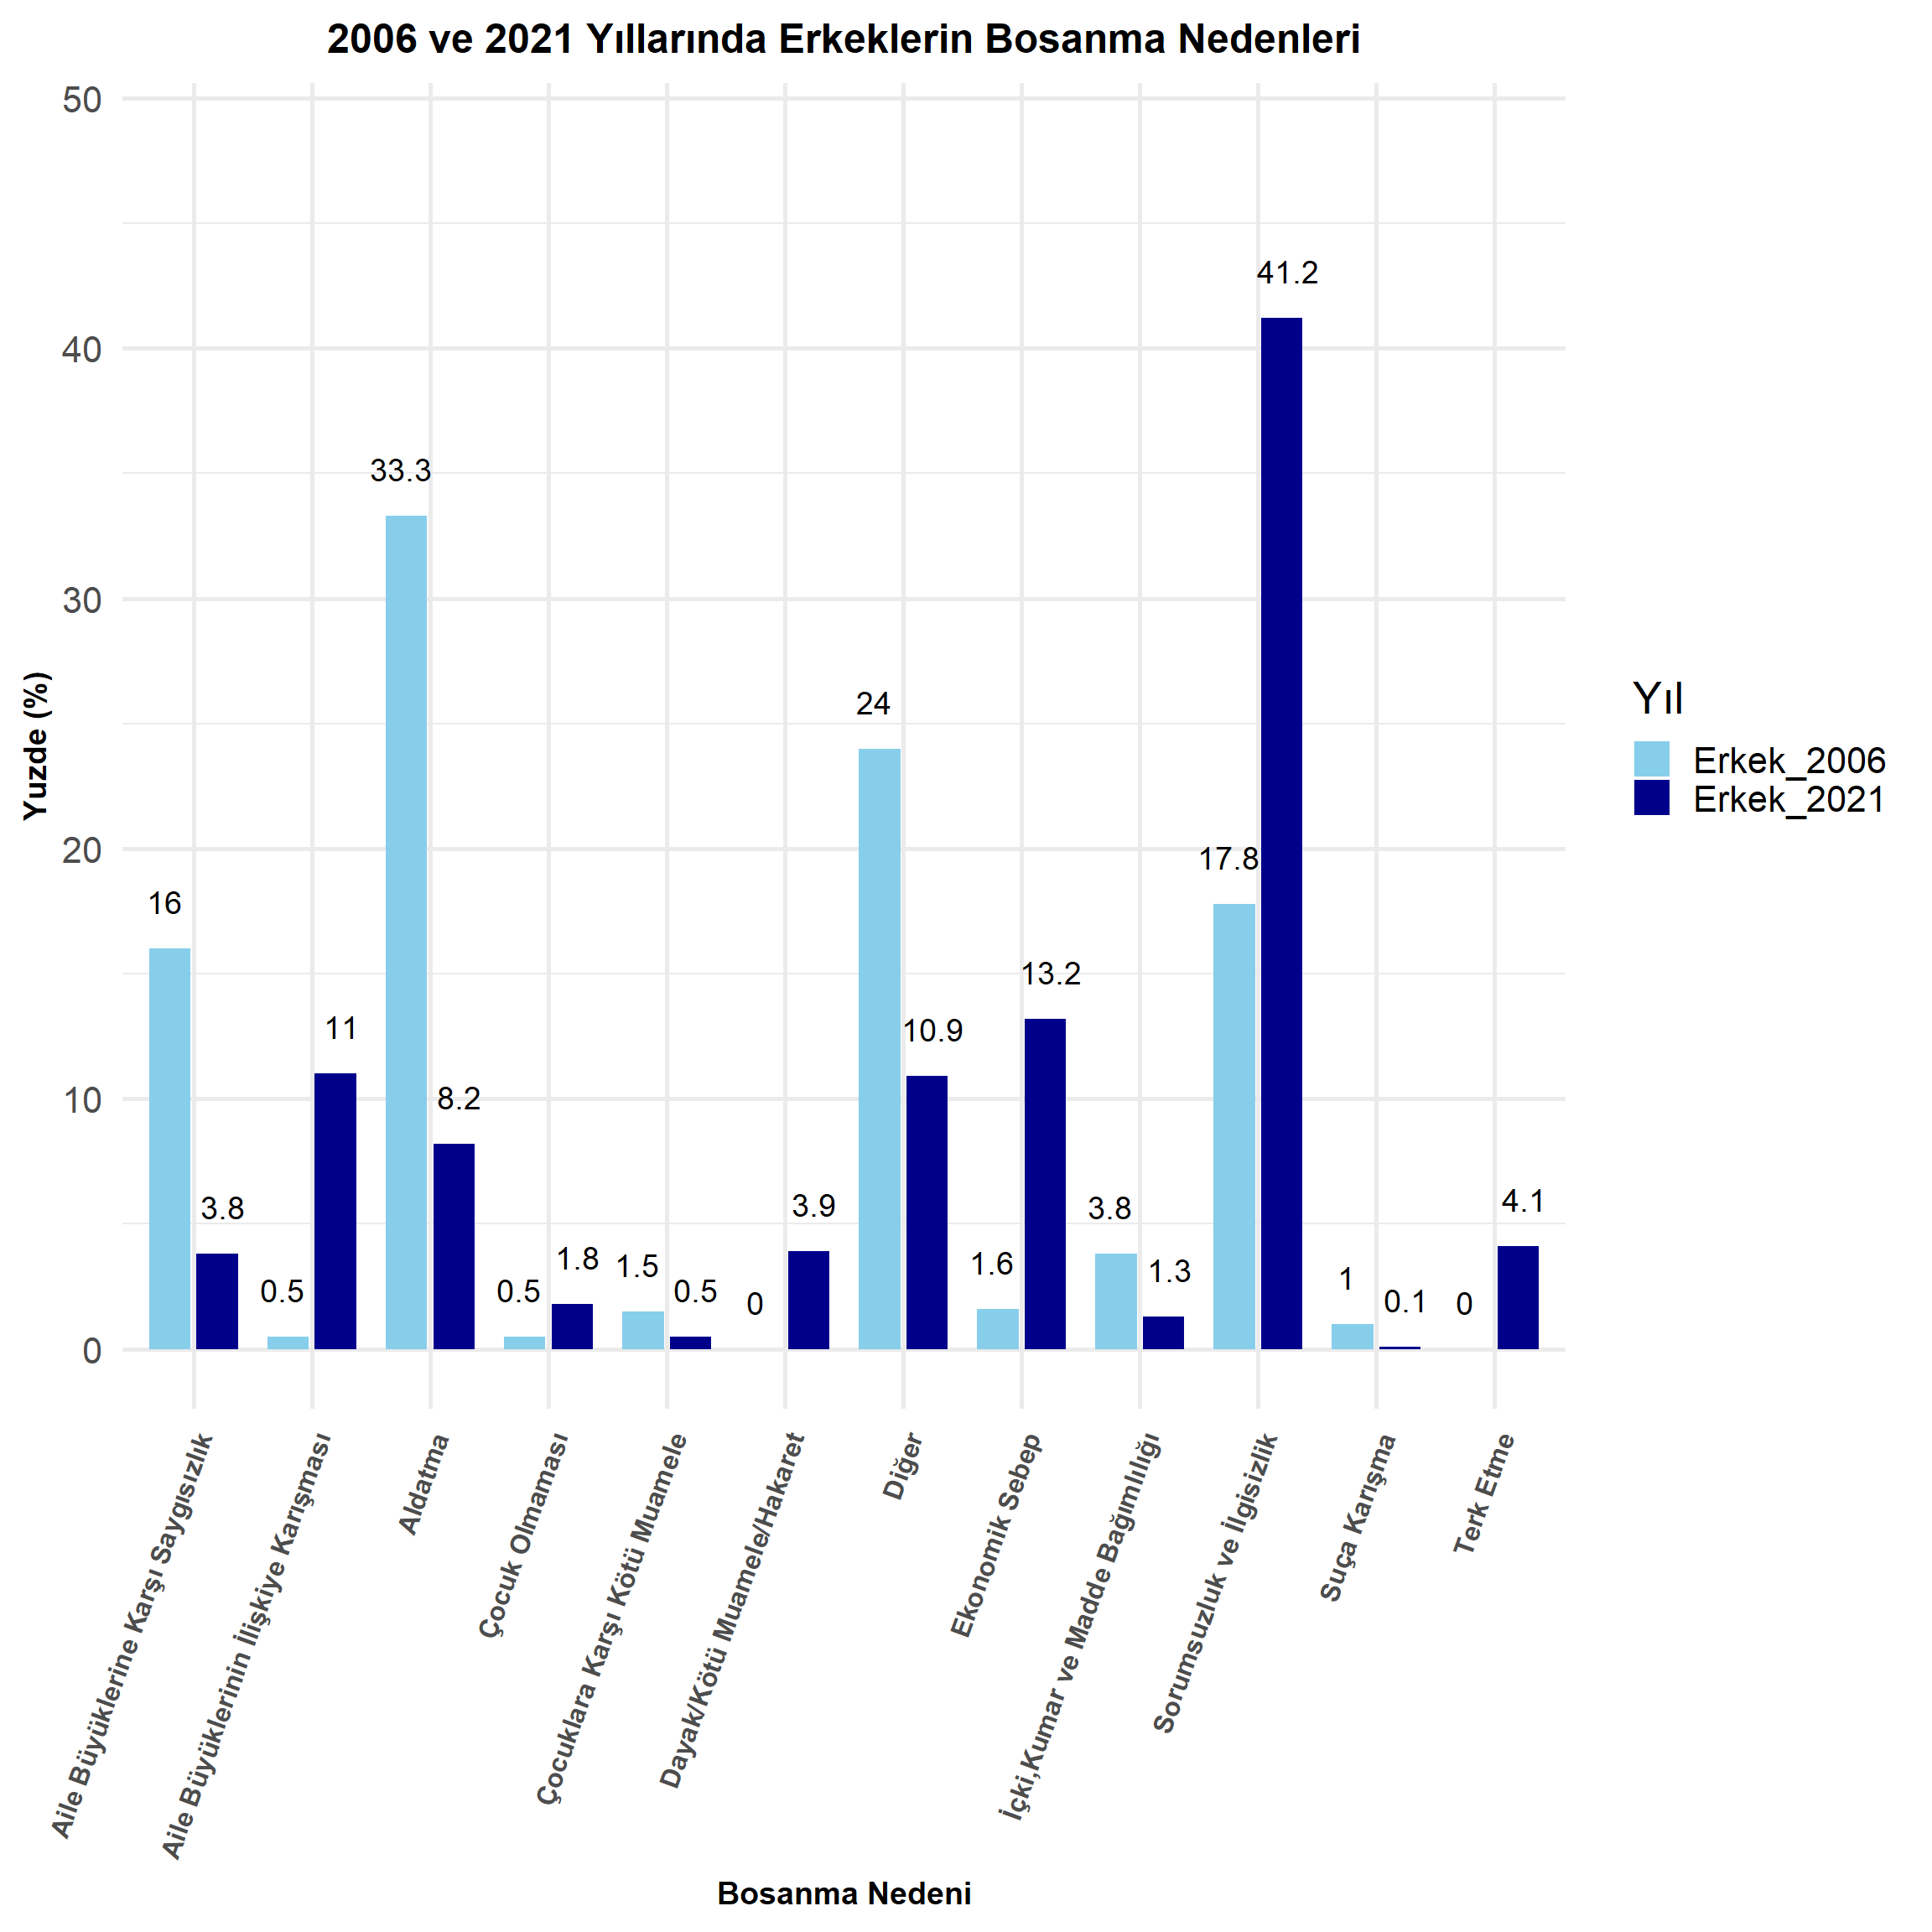 2006 ve 2021 Yıllarında Erkeklerin Bosanma Nedenleri
Yuzde (%)
50
40
30
20
10
0
16
3.8
0.5
11
33.3
8.2
0.5
1.8
1.5
0.5
0
3.9
24
10.9
1.6
13.2
3.8
1.3
17.8
41.2
1
0.1
0
4.1
Aile Büyüklerine Karşı Saygısızlık
Aile Büyüklerinin İlişkiye Karışması
Aldatma
Çocuk Olmaması
Çocuklara Karşı Kötü Muamele
Dayak/Kötü Muamele/Hakaret
Diğer
Ekonomik Sebep
İçki,Kumar ve Madde Bağımlılığı
Sorumsuzluk ve İlgisizlik
Suça Karışma
Terk Etme
Bosanma Nedeni
Yıl
Erkek_2006
Erkek_2021